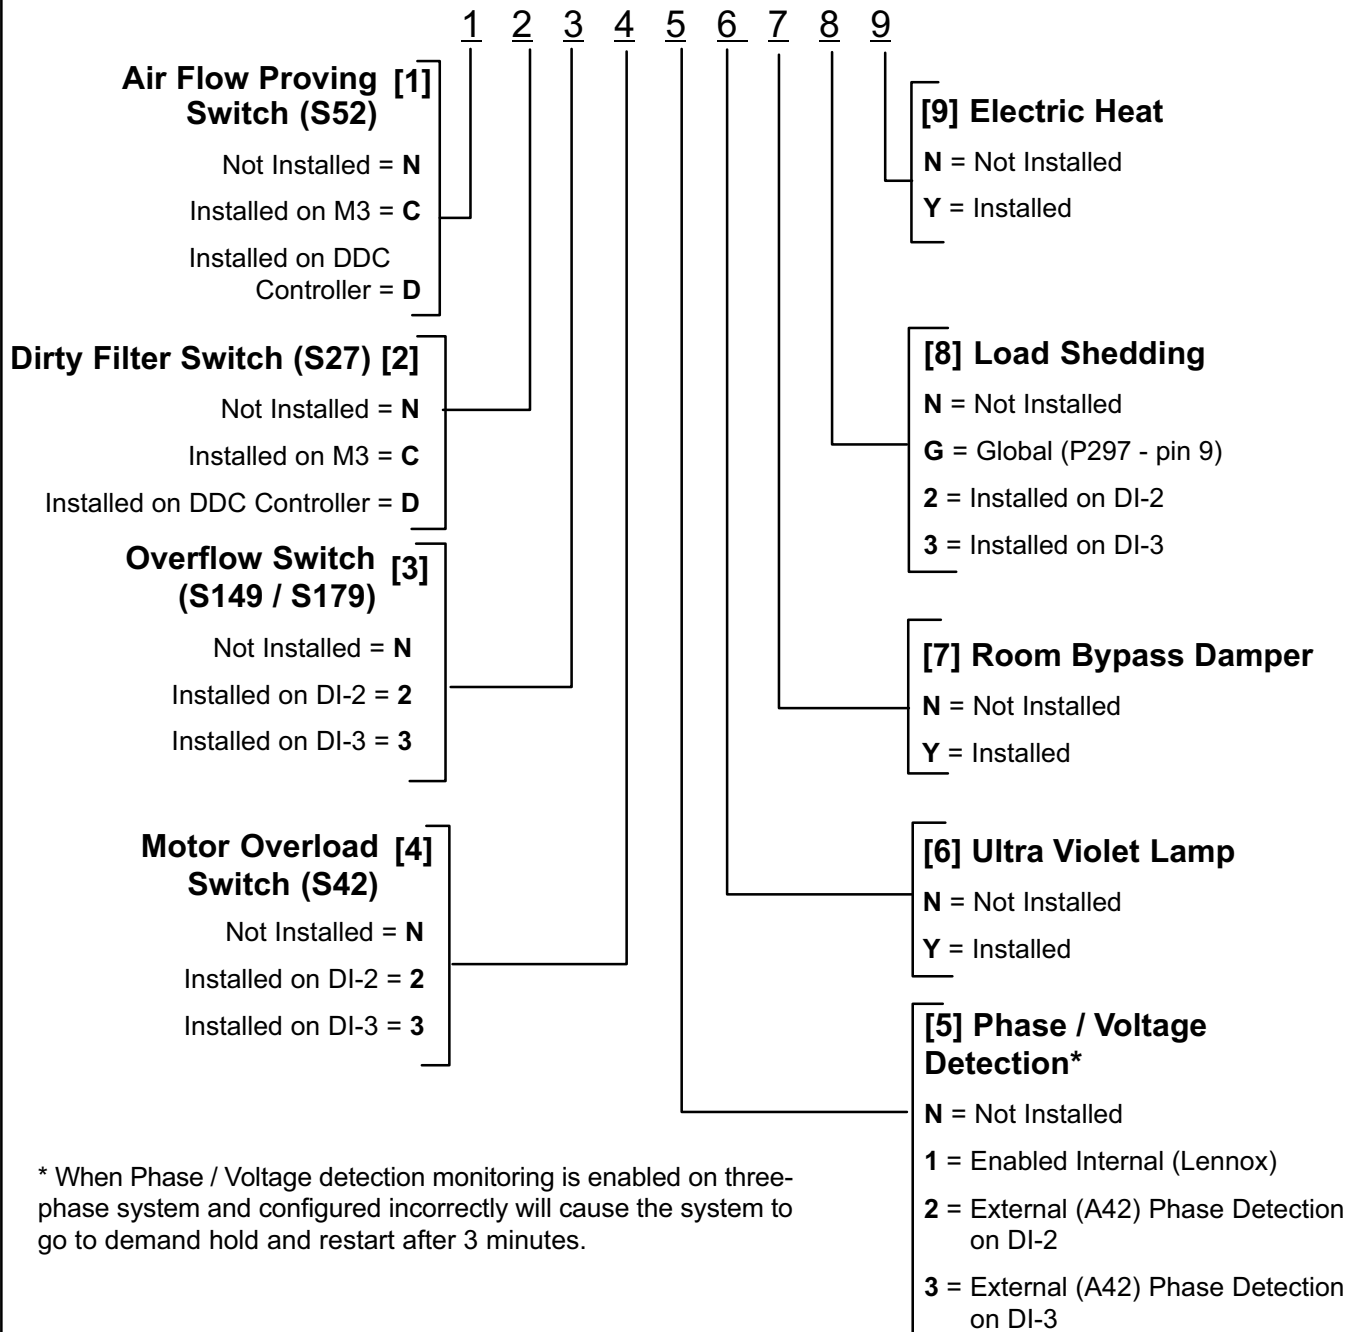 1 2 3 4 5 6 7 8 9
Air Flow Proving [1]
Switch (S52)
Not Installed = N
Installed on M3 = C
Installed on DDC
Controller = D
Dirty Filter Switch (S27) [2]
Not Installed = N
Installed on M3 = C
Installed on DDC Controller = D
Overflow Switch [3]
(S149 / S179)
Not Installed = N
Installed on DI-2 = 2
Installed on DI-3 = 3
Motor Overload [4]
Switch (S42)
Not Installed = N
Installed on DI-2 = 2
Installed on DI-3 = 3
* When Phase / Voltage detection monitoring is enabled on three-
phase system and configured incorrectly will cause the system to
go to demand hold and restart after 3 minutes.
[9] Electric Heat
N = Not Installed
Y = Installed
[8] Load Shedding
N = Not Installed
G = Global (P297 - pin 9)
2 = Installed on DI-2
3 = Installed on DI-3
[7] Room Bypass Damper
N = Not Installed
Y = Installed
[6] Ultra Violet Lamp
N = Not Installed
Y = Installed
[5] Phase / Voltage
Detection*
N = Not Installed
1 = Enabled Internal (Lennox)
2 = External (A42) Phase Detection
on DI-2
3 = External (A42) Phase Detection
on DI-3